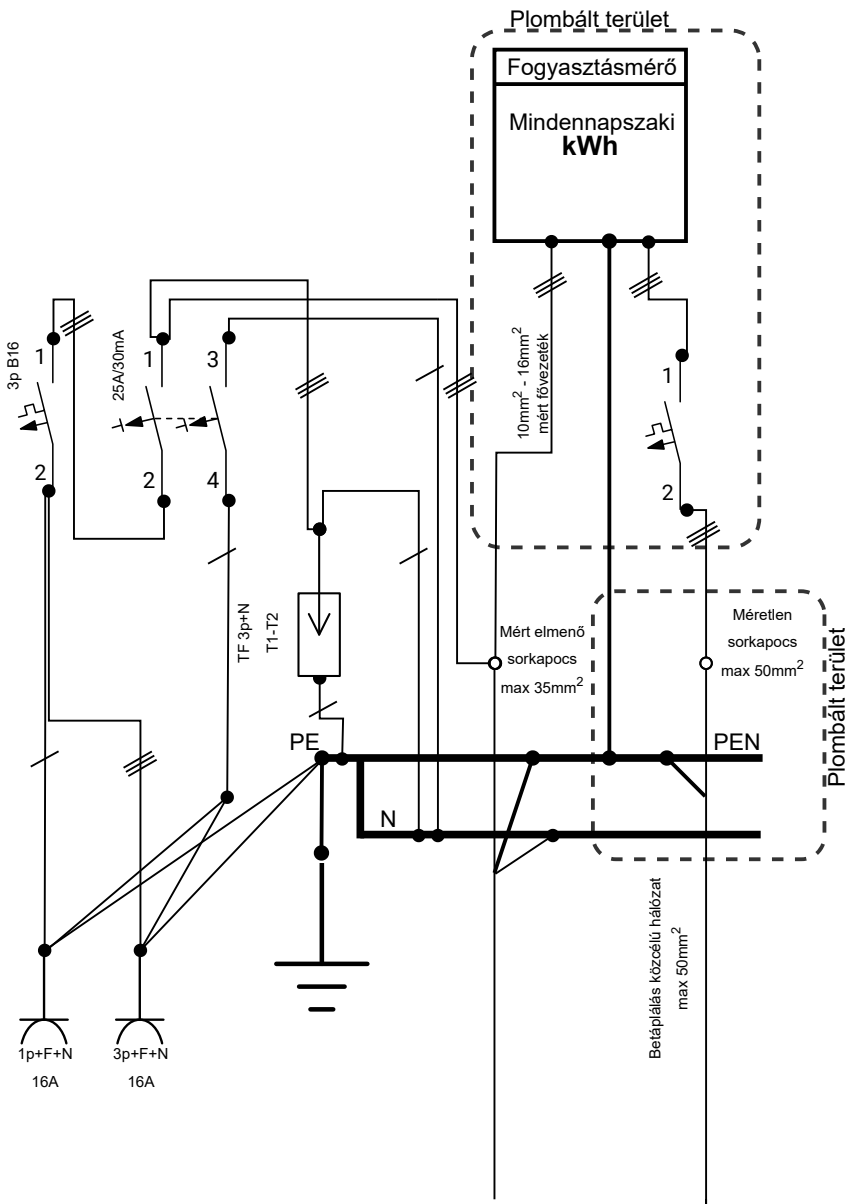 Plombált terület
Fogyasztásmérő
Mindennapszaki
kWh
3p B16
1
2
25A/30mA
1
3
2
4
10mm² - 16mm²
mért fővezeték
1
2
TF 3p+N
T1-T2
Mért elmenő
sorkapocs
max 35mm²
Méretlen
sorkapocs
max 50mm²
Plombált terület
PE
PEN
N
Betáplálás közcélú hálózat
max 50mm²
1p+F+N
16A
3p+F+N
16A